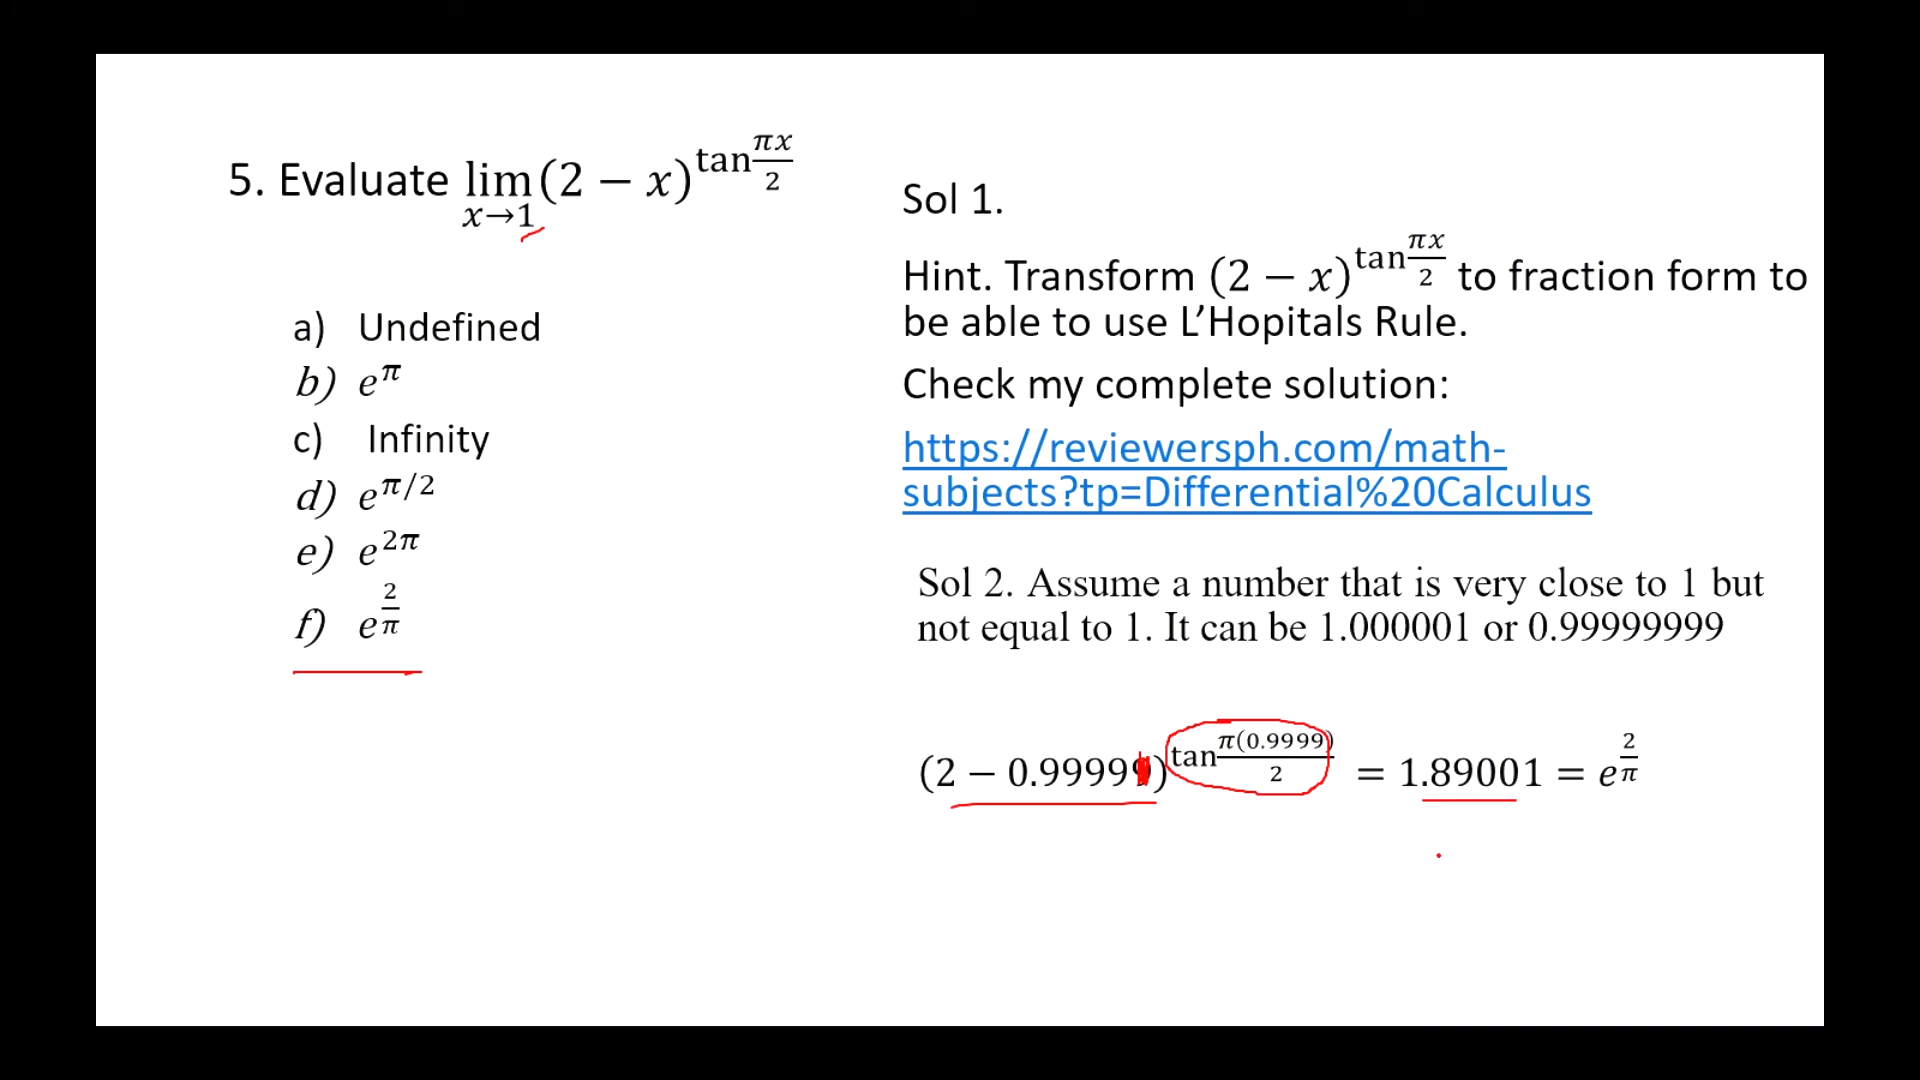 5. Evaluate lim(2 − x)^tan πx/2
x→1
a) Undefined
b) e^π
c) Infinity
d) e^π/2
e) e^2π
f) e^2/π
Sol 1.
Hint. Transform (2 − x)^tan πx/2 to fraction form to
be able to use L’Hopitals Rule.
Check my complete solution:
https://reviewersph.com/math-
subjects?tp=Differential%20Calculus
Sol 2. Assume a number that is very close to 1 but
not equal to 1. It can be 1.000001 or 0.99999999
(2 − 0.99999)^tan π(0.9999)/2 = 1.89001 = e^2/π